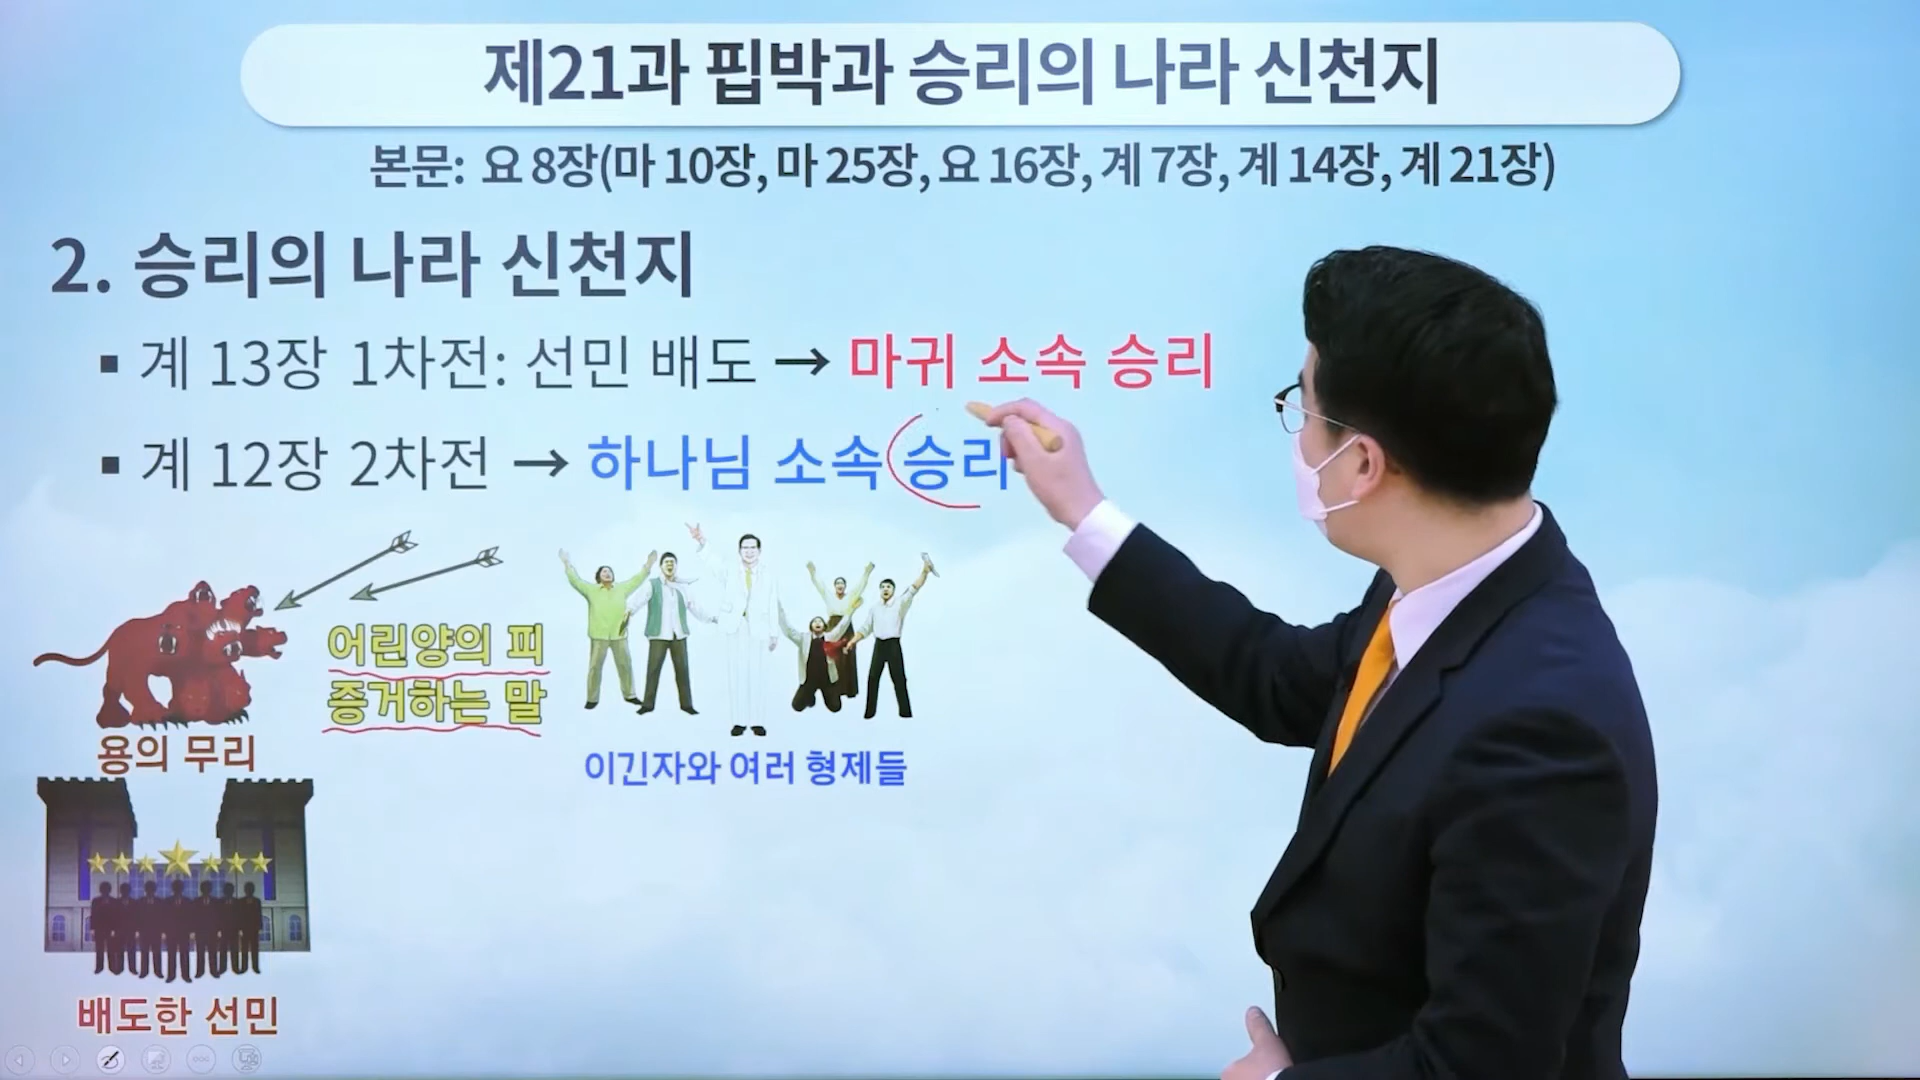 제21과 핍박과 승리의 나라 신천지
본문: 요 8장(마 10장, 마 25장, 요 16장, 계 7장, 계 14장, 계 21장)
2. 승리의 나라 신천지
▪ 계 13장 1차전: 선민 배도 → 마귀 소속 승리
▪ 계 12장 2차전 → 하나님 소속 승리
어린양의 피
증거하는 말
용의 무리
이긴자와 여러 형제들
배도한 선민